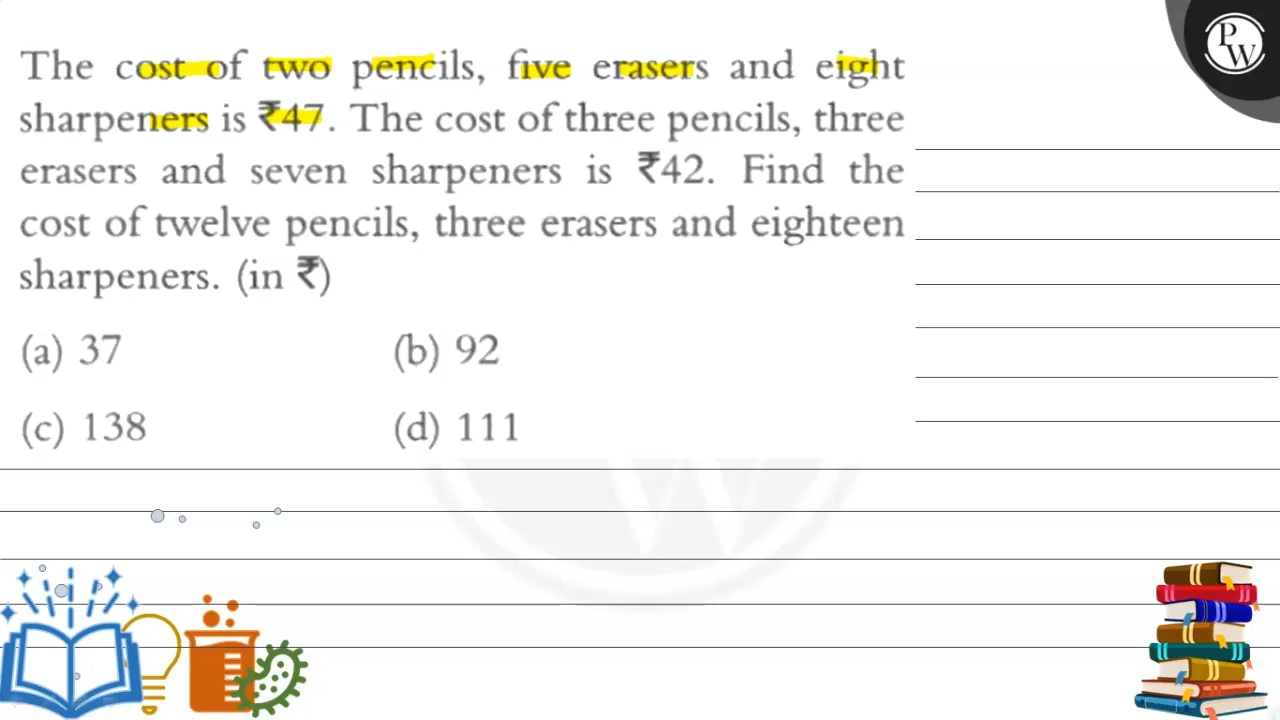 The cost of two pencils, five erasers and eight
sharpeners is ₹47. The cost of three pencils, three
erasers and seven sharpeners is ₹42. Find the
cost of twelve pencils, three erasers and eighteen
sharpeners. (in ₹)
(a) 37 (b) 92
(c) 138 (d) 111
PW
W